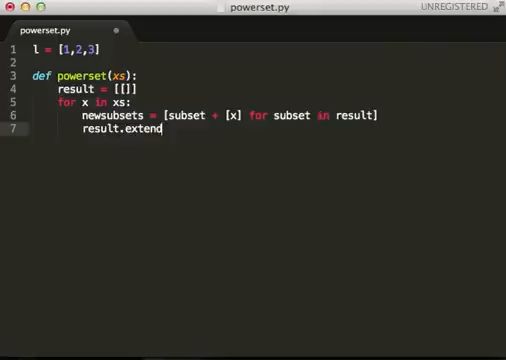 powerset.py
UNREGISTERED
powerset.py
1 l = [1,2,3]
2
3 def powerset(xs):
4 result = [[]]
5 for x in xs:
6 newsubsets = [subset + [x] for subset in result]
7 result.extend